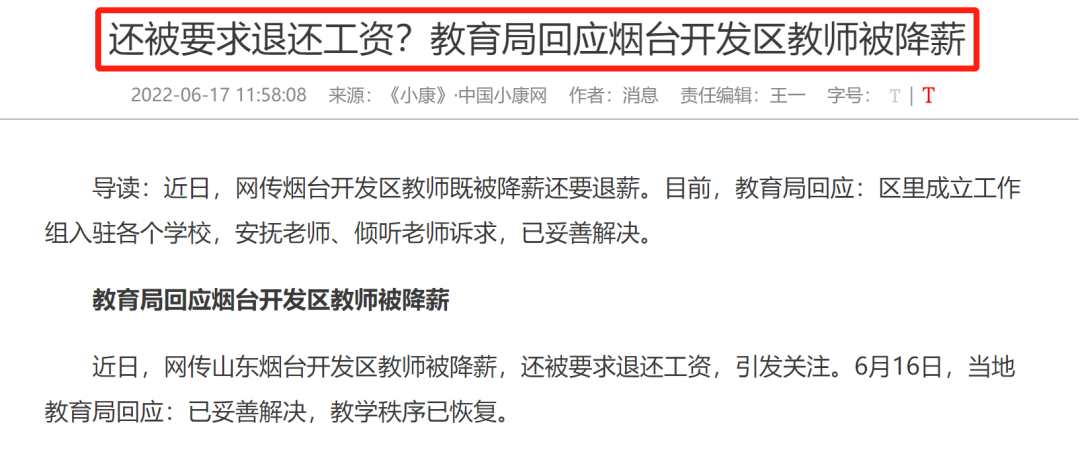 还被要求退还工资？教育局回应烟台开发区教师被降薪
2022-06-17 11:58:08 来源：《小康》·中国小康网 作者：消息 责任编辑：王一 字号： T | T
导读：近日，网传烟台开发区教师既被降薪还要退薪。目前，教育局回应：区里成立工作
组入驻各个学校，安抚老师、倾听老师诉求，已妥善解决。
教育局回应烟台开发区教师被降薪
近日，网传山东烟台开发区教师被降薪，还被要求退还工资，引发关注。6月16日，当地
教育局回应：已妥善解决，教学秩序已恢复。